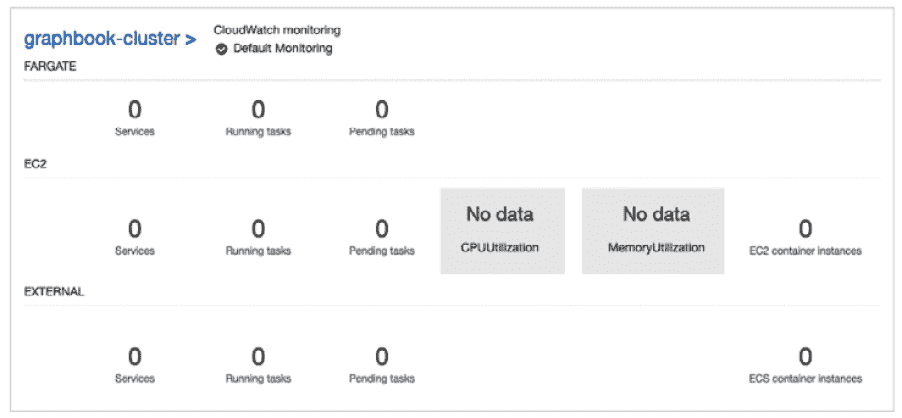 graphbook-cluster >
CloudWatch monitoring
Default Monitoring
FARGATE
0 0 0
Services Running tasks Pending tasks
EC2
No data No data
0 0 0 0
CPUUtilization MemoryUtilization
Services Running tasks Pending tasks EC2 container instances
EXTERNAL
0 0 0 0
Services Running tasks Pending tasks ECS container instances